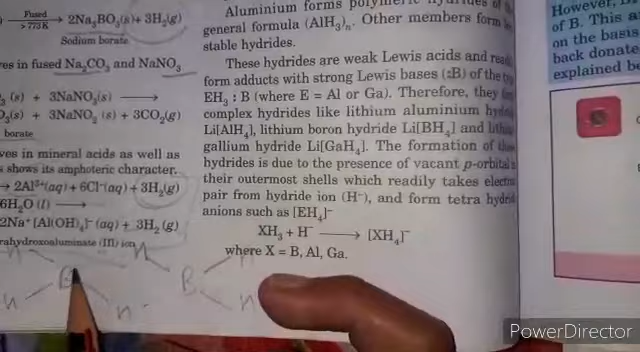 Fused
>773K
2Na₃BO₃(s) + 3H₂(g)
Sodium borate
ves in fused Na₂CO₃ and NaNO₃
(s) + 3NaNO₃(s) ⟶
(s) + 3NaNO₂ (s) + 3CO₂(g)
borate
ves in mineral acids as well as
shows its amphoteric character.
→ 2Al³⁺(aq) + 6Cl⁻(aq) + 3H₂(g)
6H₂O (l) ⟶
2Na⁺[Al(OH)₄]⁻(aq) + 3H₂(g)
rahydroxoaluminate (III) ion
Aluminium forms polymeric hydrides of
general formula (AlH₃)ₙ. Other members form
stable hydrides.
These hydrides are weak Lewis acids and
form adducts with strong Lewis bases (:B) of the
EH₃ : B (where E = Al or Ga). Therefore, they
complex hydrides like lithium aluminium
Li[AlH₄], lithium boron hydride Li[BH₄] and
gallium hydride Li[GaH₄]. The formation of
hydrides is due to the presence of vacant p-orbital
their outermost shells which readily takes
pair from hydride ion (H⁻), and form tetra
anions such as [EH₄]⁻
XH₃ + H⁻ ⟶ [XH₄]⁻
where X = B, Al, Ga.
However,
of B. This a
on the basis
back donate
explained b
H H
B B
H H H
PowerDirector